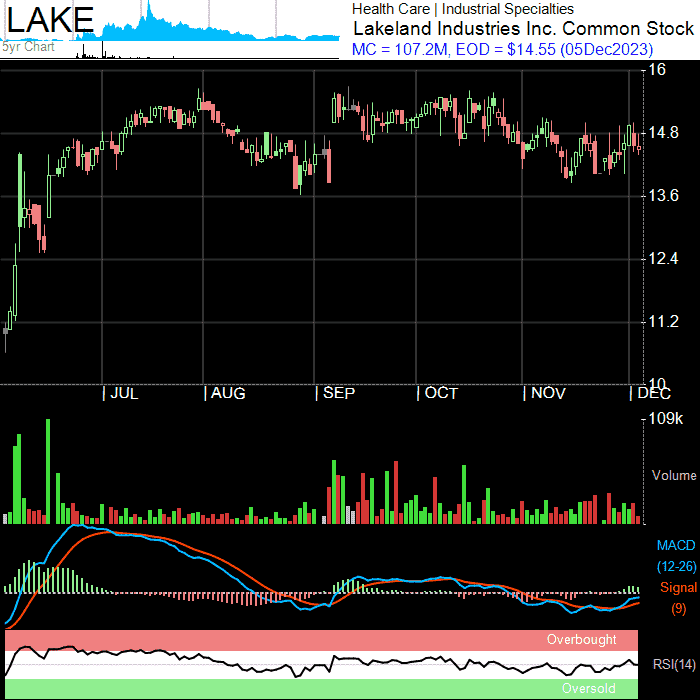 LAKE
5yr Chart
Health Care | Industrial Specialties
Lakeland Industries Inc. Common Stock
MC = 107.2M, EOD = $14.55 (05Dec2023)
16
14.8
13.6
12.4
11.2
10
| JUL | AUG | SEP | OCT | NOV | DEC
109k
Volume
MACD
(12-26)
Signal
(9)
Overbought
RSI(14)
Oversold